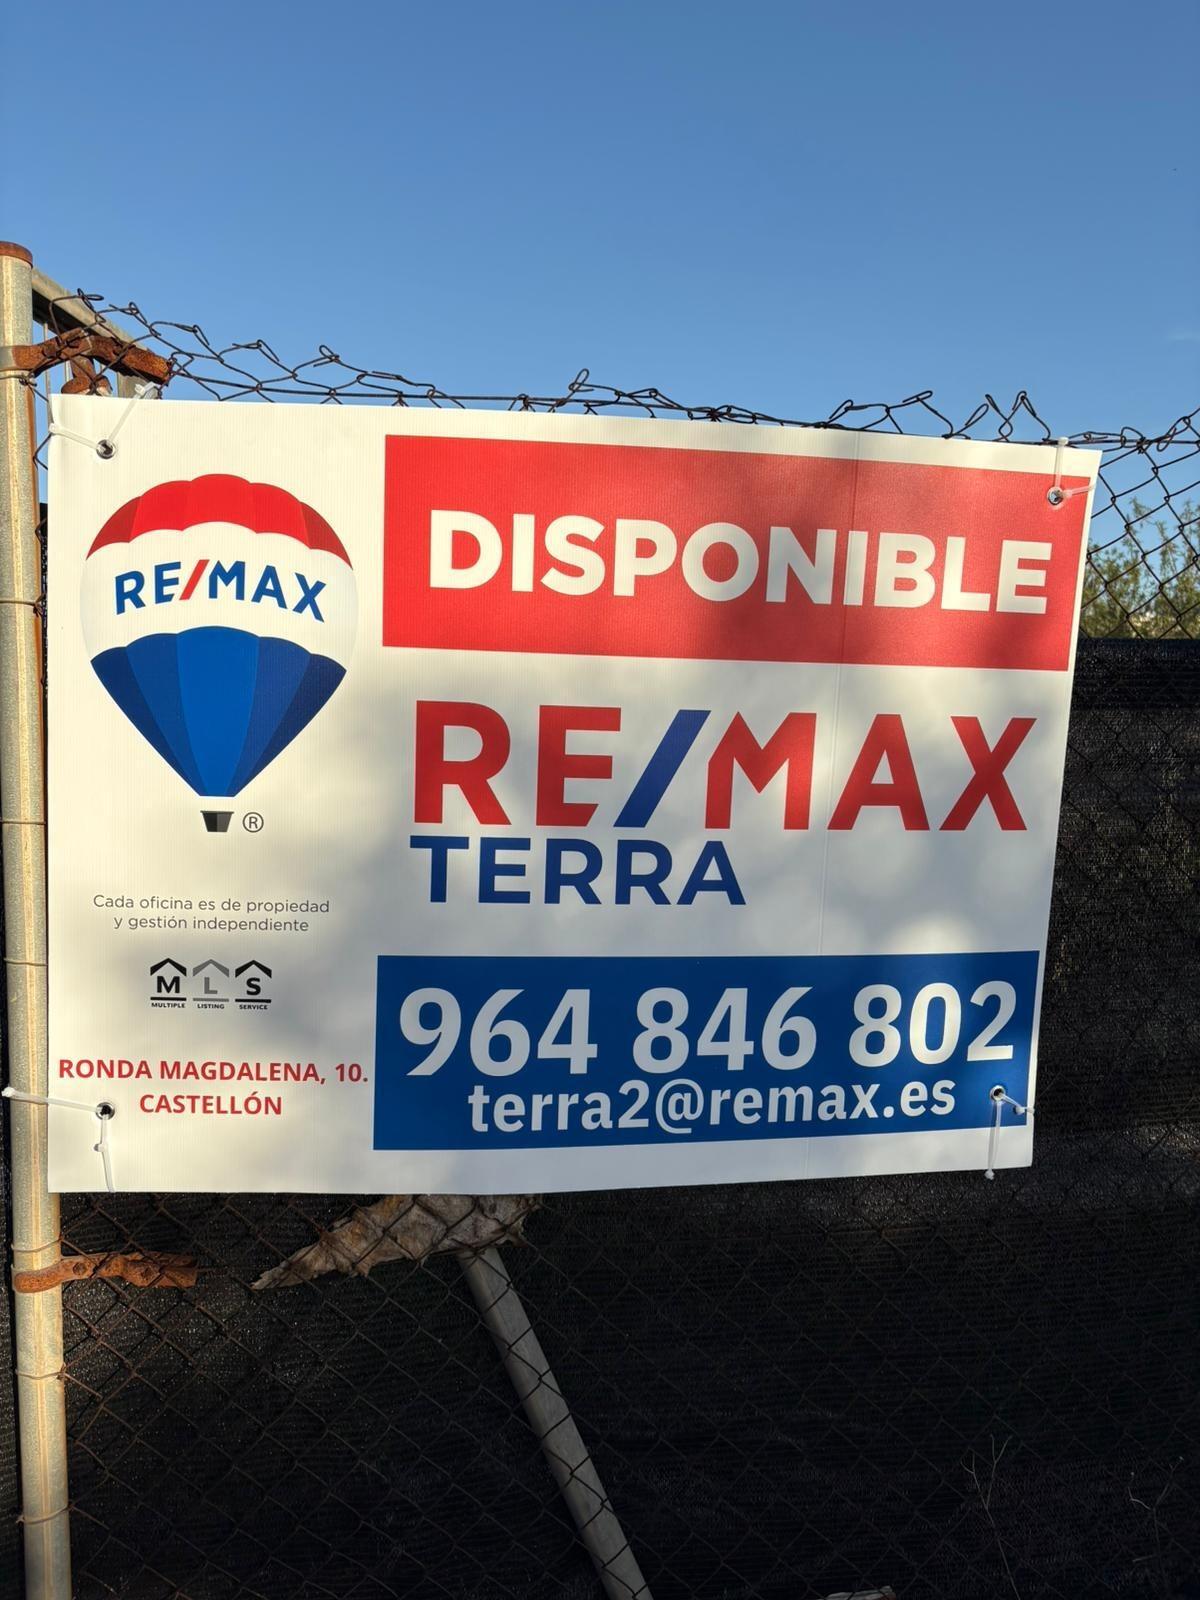 DISPONIBLE
RE/MAX
RE/MAX
TERRA
®
Cada oficina es de propiedad
y gestión independiente
M L S
MULTIPLE LISTING SERVICE
RONDA MAGDALENA, 10.
CASTELLÓN
964 846 802
terra2@remax.es